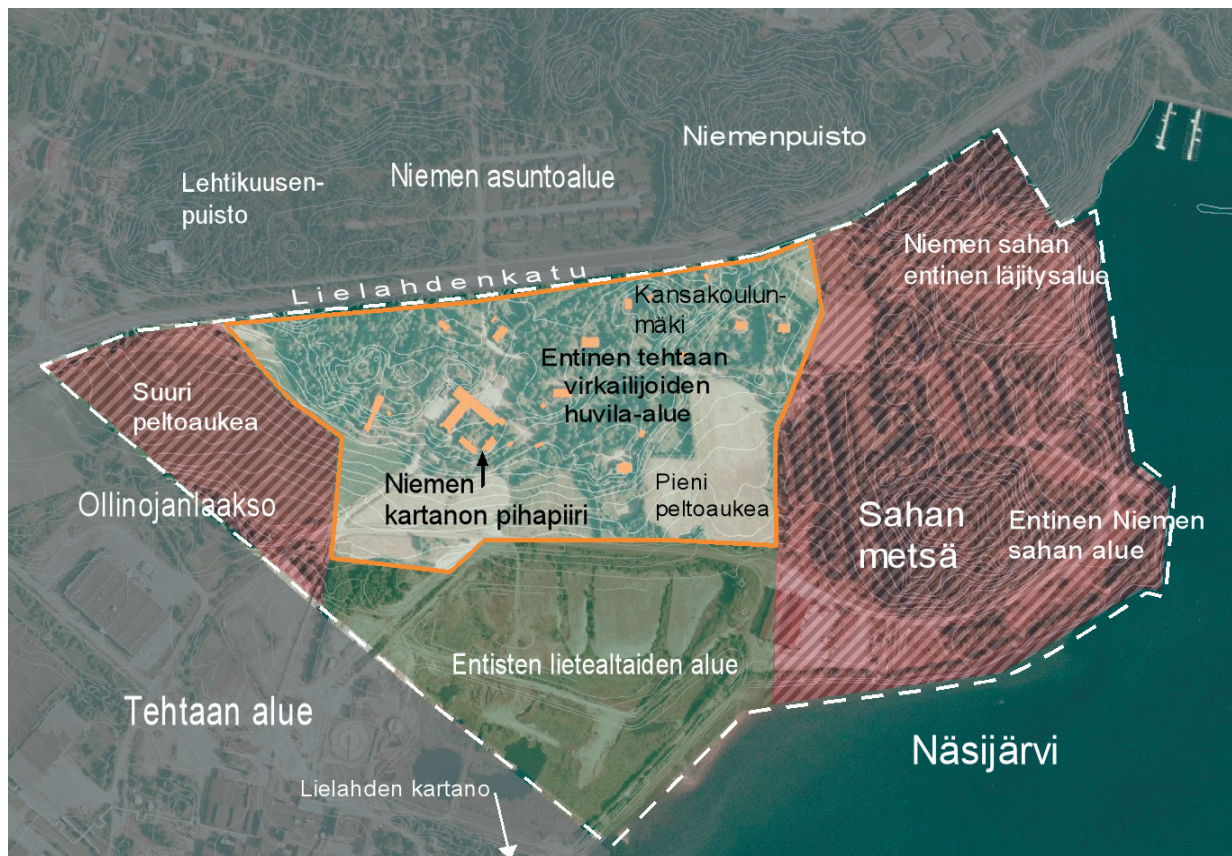 Niemenpuisto
Lehtikuusen-
puisto
Niemen asuntoalue
Niemen sahan
entinen läjitysalue
Lielahdenkatu
Kansakoulun-
mäki
Entinen tehtaan
virkailijoiden
huvila-alue
Suuri
peltoaukea
Ollinojanlaakso
Niemen
kartanon pihapiiri
Pieni
peltoaukea
Sahan
metsä
Entinen Niemen
sahan alue
Entisten lietealtaiden alue
Tehtaan alue
Näsijärvi
Lielahden kartano